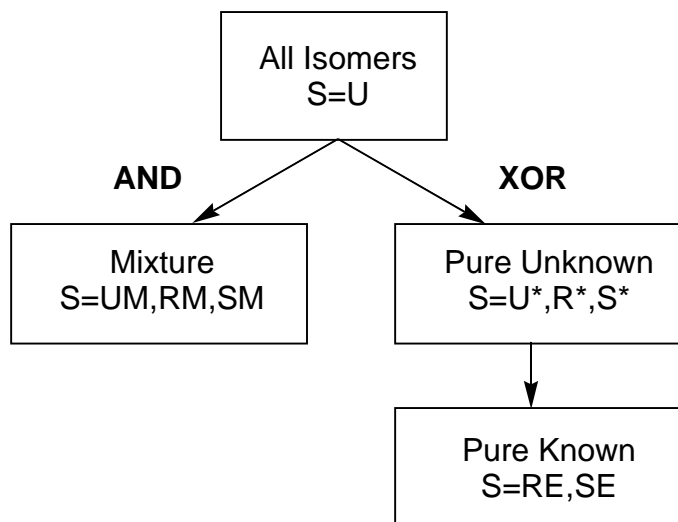 All Isomers
S=U
AND
XOR
Mixture
S=UM,RM,SM
Pure Unknown
S=U*,R*,S*
Pure Known
S=RE,SE